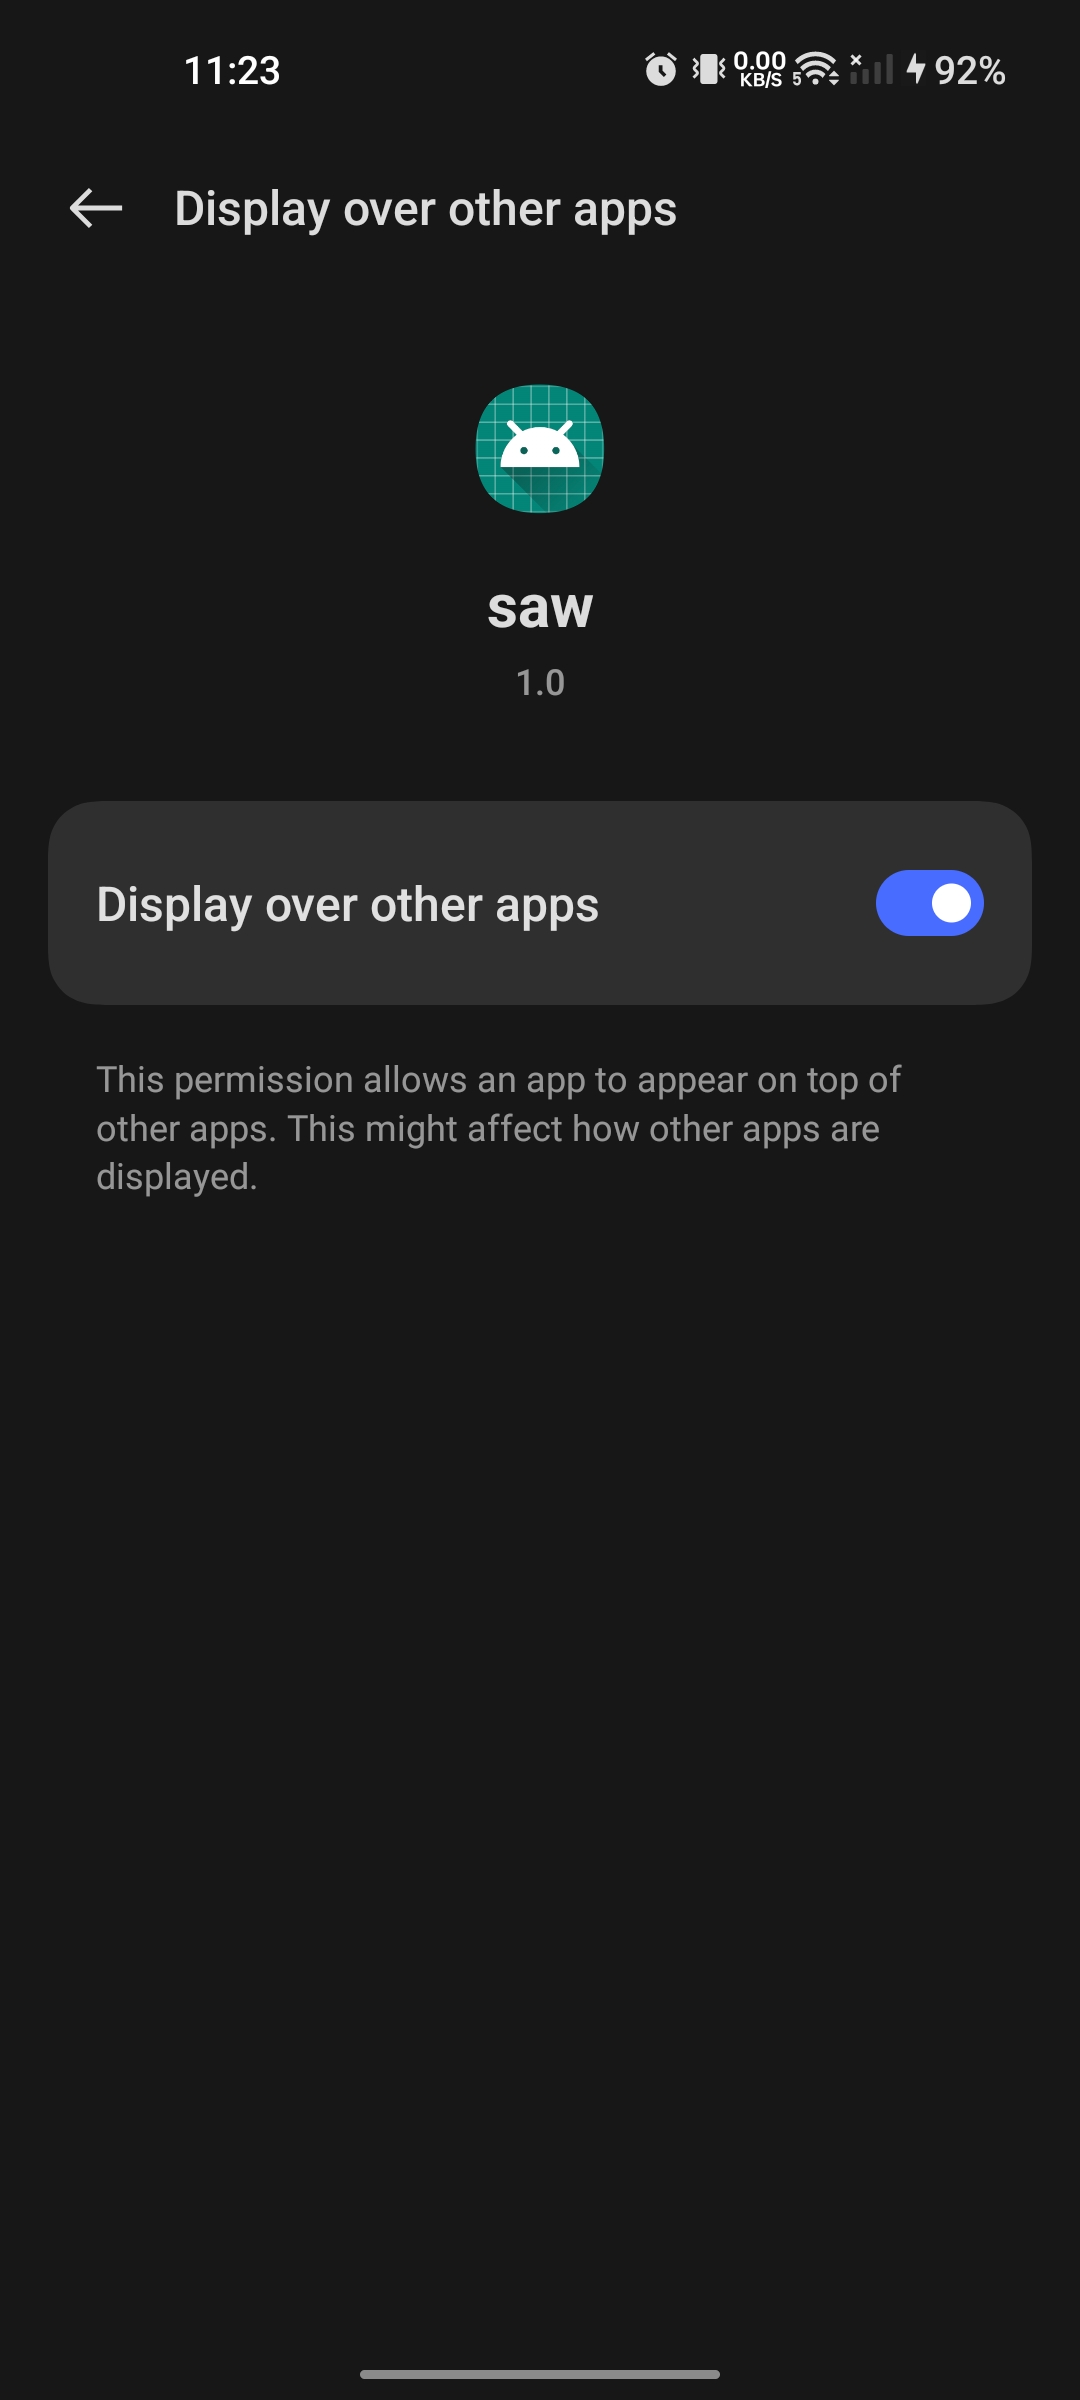 11:23
0.00
KB/S
5
92%
Display over other apps
saw
1.0
Display over other apps
This permission allows an app to appear on top of
other apps. This might affect how other apps are
displayed.